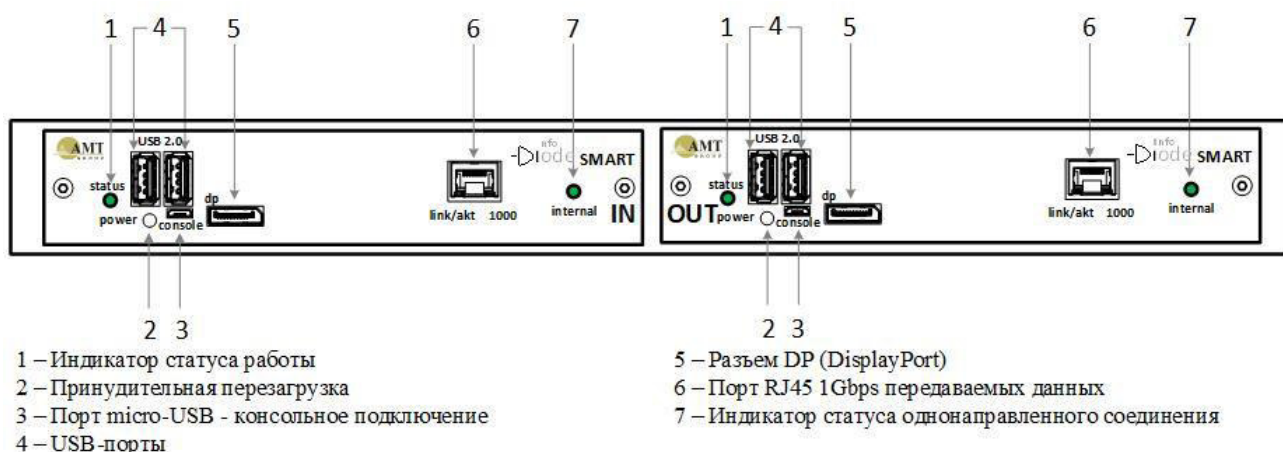 1 4 5 6 7 1 4 5 6 7
AMT GROUP USB 2.0 Info Diode SMART AMT GROUP USB 2.0 Info Diode SMART
status dp status dp
power console link/akt 1000 internal IN OUT power console link/akt 1000 internal
2 3 2 3
1 – Индикатор статуса работы
2 – Принудительная перезагрузка
3 – Порт micro-USB - консольное подключение
4 – USB-порты
5 – Разъем DP (DisplayPort)
6 – Порт RJ45 1Gbps передаваемых данных
7 – Индикатор статуса однонаправленного соединения